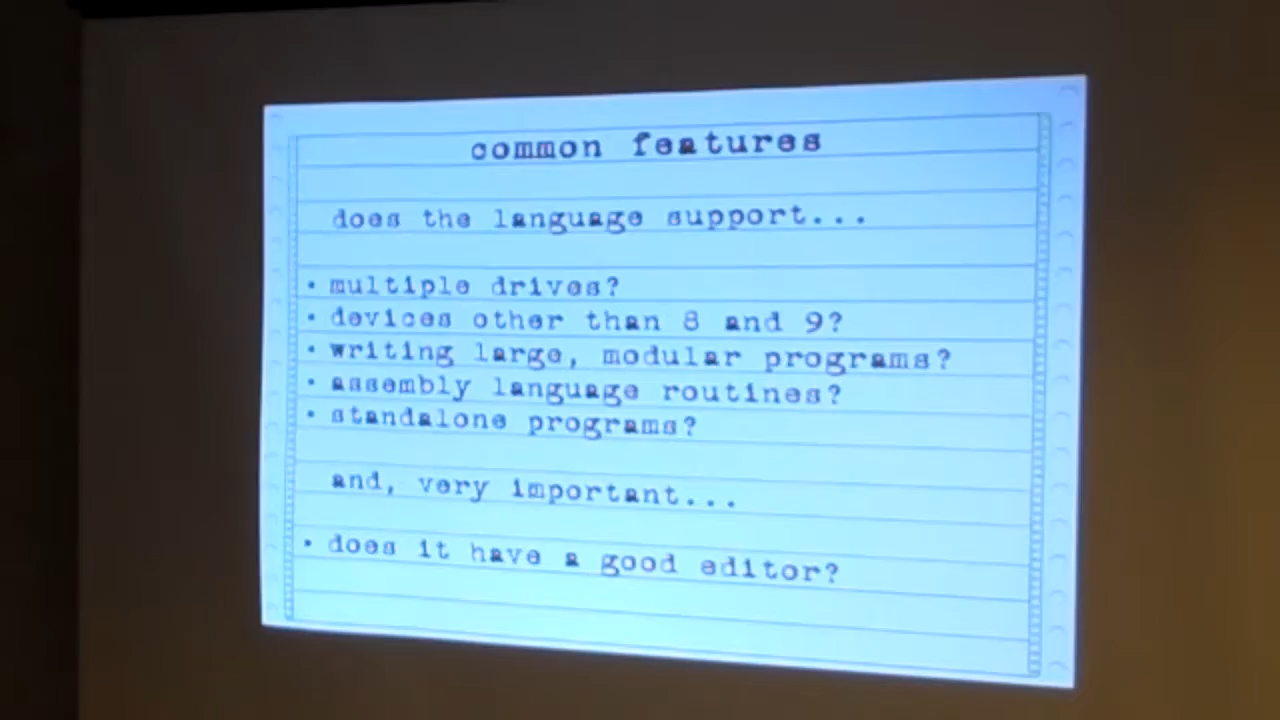 common features
does the language support...
• multiple drives?
• devices other than 8 and 9?
• writing large, modular programs?
• assembly language routines?
• standalone programs?
and, very important...
• does it have a good editor?